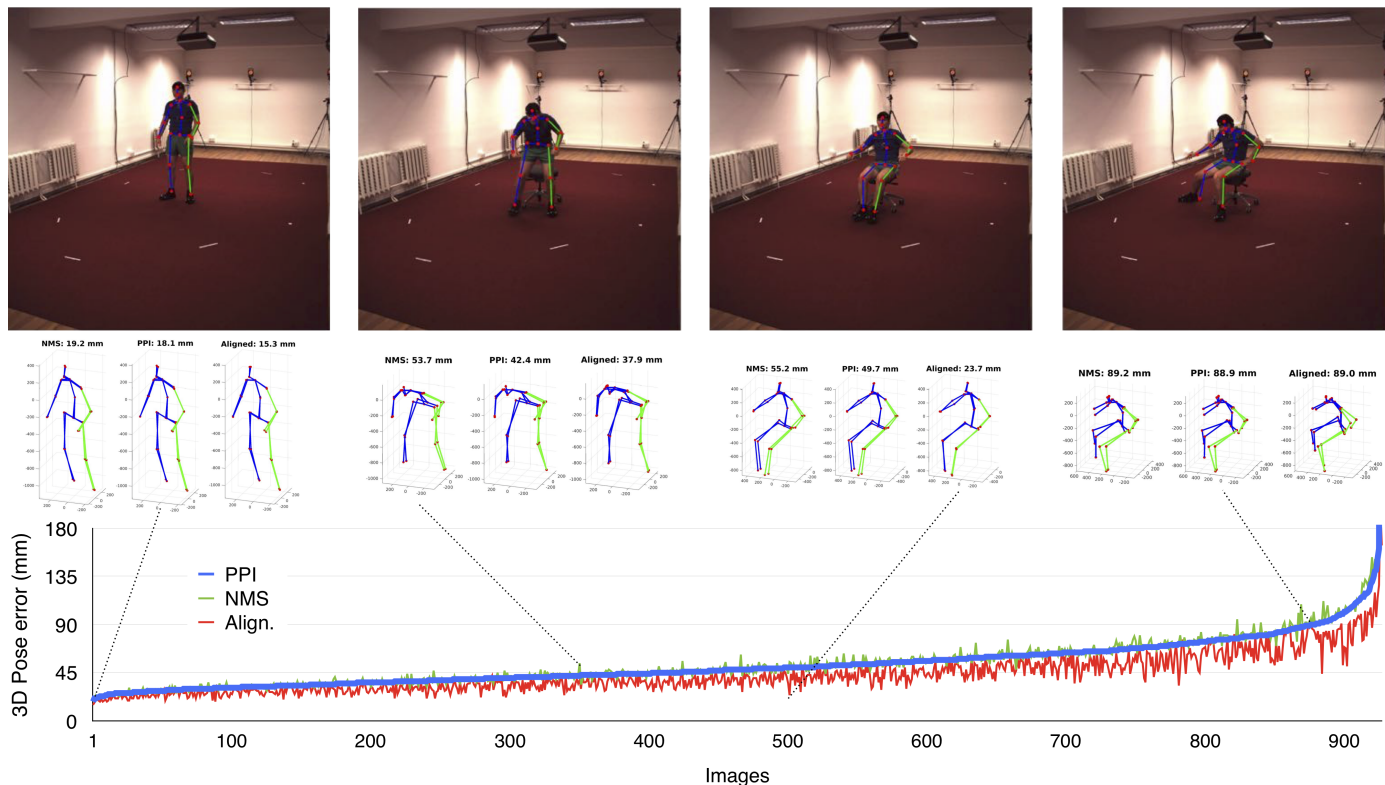 NMS: 19.2 mm PPI: 18.1 mm Aligned: 15.3 mm
NMS: 53.7 mm PPI: 42.4 mm Aligned: 37.9 mm
NMS: 55.2 mm PPI: 49.7 mm Aligned: 23.7 mm
NMS: 89.2 mm PPI: 88.9 mm Aligned: 89.0 mm
180
135
90
45
0
3D Pose error (mm)
PPI
NMS
Align.
1 100 200 300 400 500 600 700 800 900
Images